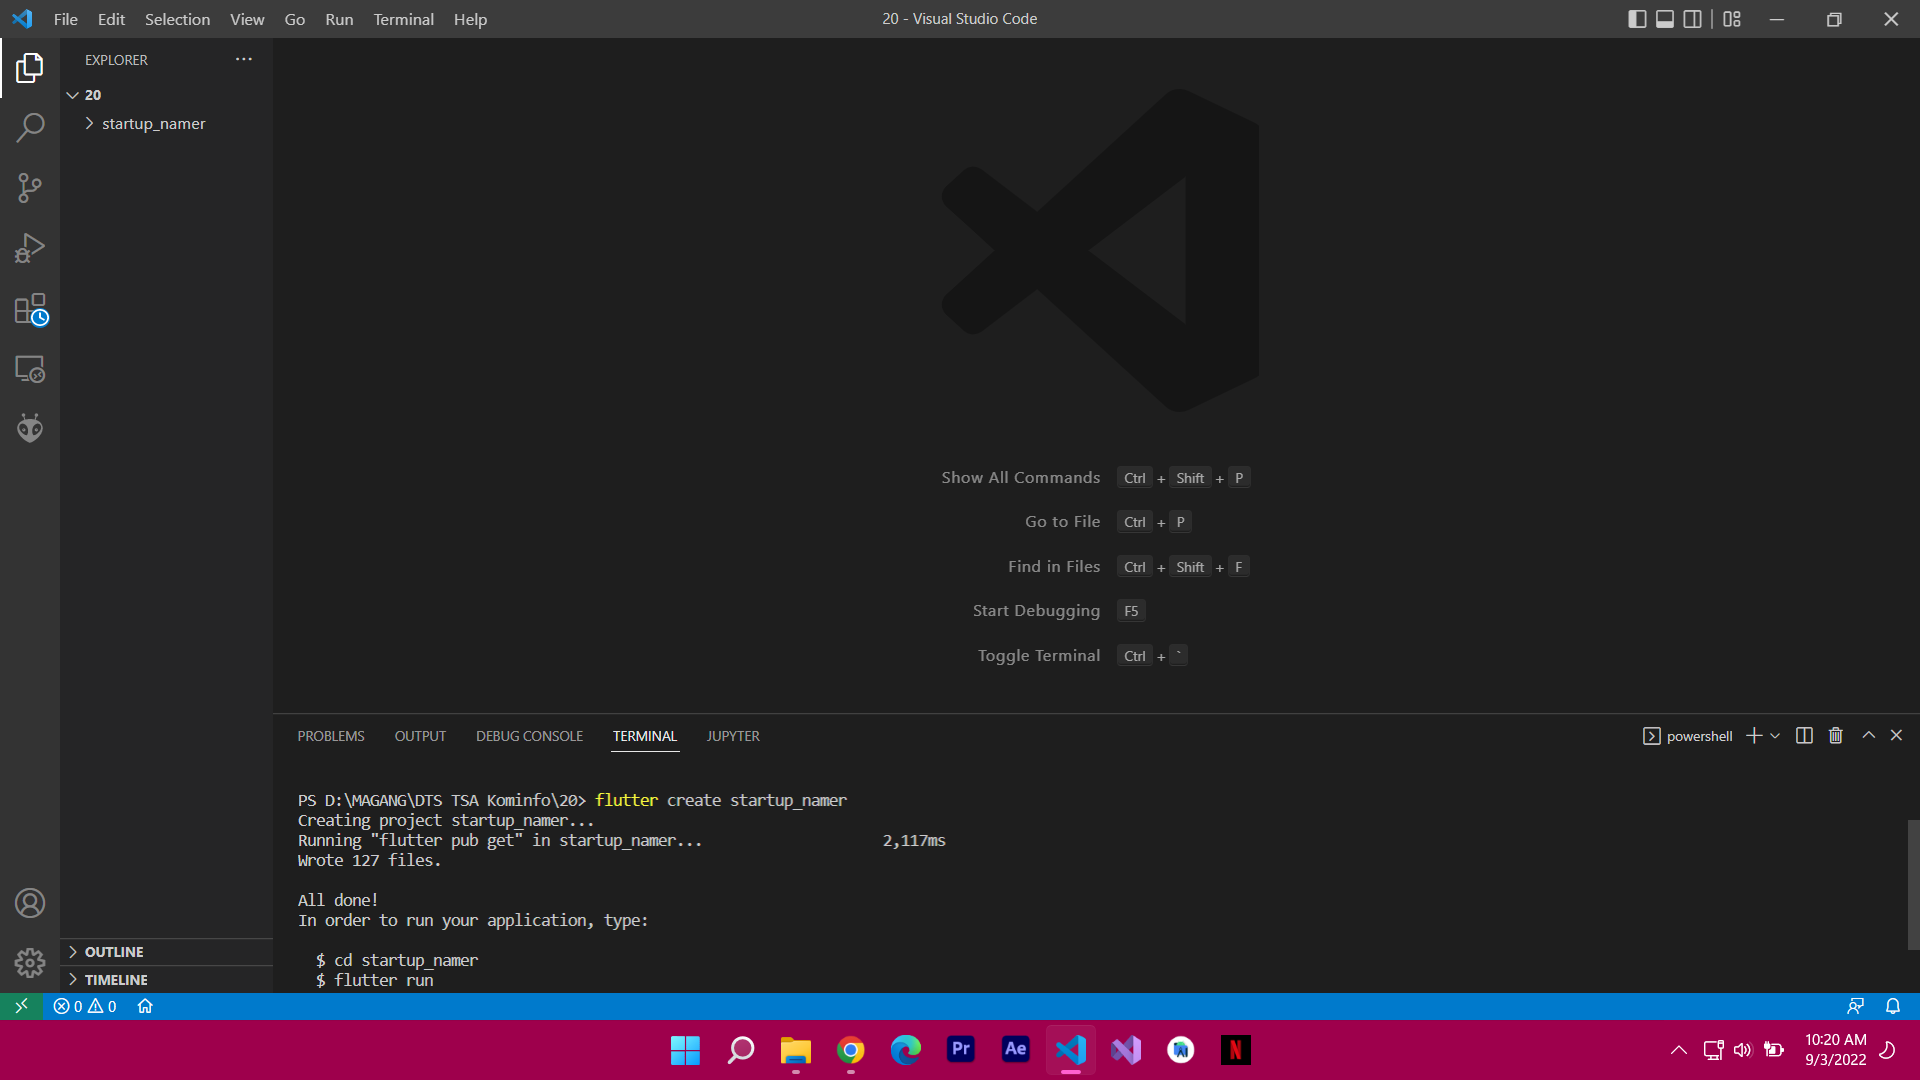 File Edit Selection View Go Run Terminal Help
20 - Visual Studio Code
EXPLORER
20
startup_namer
Show All Commands Ctrl + Shift + P
Go to File Ctrl + P
Find in Files Ctrl + Shift + F
Start Debugging F5
Toggle Terminal Ctrl + `
PROBLEMS OUTPUT DEBUG CONSOLE TERMINAL JUPYTER
powershell
PS D:\MAGANG\DTS TSA Kominfo\20> flutter create startup_namer
Creating project startup_namer...
Running "flutter pub get" in startup_namer... 2,117ms
Wrote 127 files.
All done!
In order to run your application, type:
$ cd startup_namer
$ flutter run
OUTLINE
TIMELINE
0 0
Pr Ae N
10:20 AM
9/3/2022